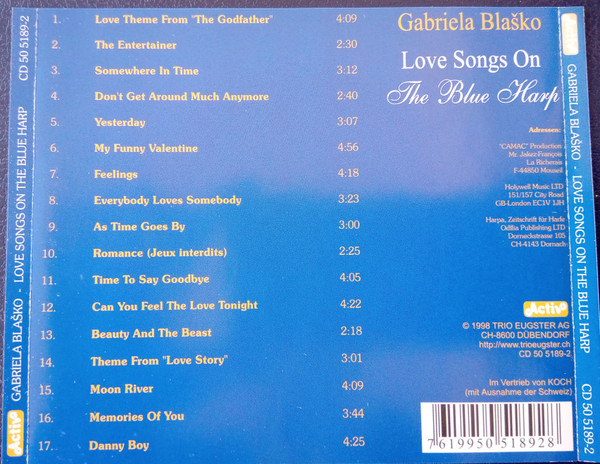 CD 50 5189-2
GABRIELA BLAŠKO - LOVE SONGS ON THE BLUE HARP
Activ
1. Love Theme From "The Godfather" 4:09
2. The Entertainer 2:30
3. Somewhere In Time 3:12
4. Don't Get Around Much Anymore 2:40
5. Yesterday 3:07
6. My Funny Valentine 4:56
7. Feelings 4:18
8. Everybody Loves Somebody 3:23
9. As Time Goes By 3:00
10. Romance (Jeux interdits) 2:25
11. Time To Say Goodbye 4:05
12. Can You Feel The Love Tonight 4:22
13. Beauty And The Beast 2:18
14. Theme From "Love Story" 3:01
15. Moon River 4:09
16. Memories Of You 3:44
17. Danny Boy 4:25
Gabriela Blaško
Love Songs On
The Blue Harp
Adressen:
"CAMAC" Production
Mr. Jakez-François
La Richerais
F-44850 Mouzeil
Holywell Music LTD
151/157 City Road
GB-London EC1V 1JH
Harpa, Zeitschrift für Harfe
Odilia Publishing LTD
Dorneckstrasse 105
CH-4143 Dornach
Activ
© 1998 TRIO EUGSTER AG
CH-8600 DÜBENDORF
http://www.trioeugster.ch
CD 50 5189-2
Im Vertrieb von KOCH
(mit Ausnahme der Schweiz)
7 619950 518928
Activ
GABRIELA BLAŠKO - LOVE SONGS ON THE BLUE HARP
CD 50 5189-2